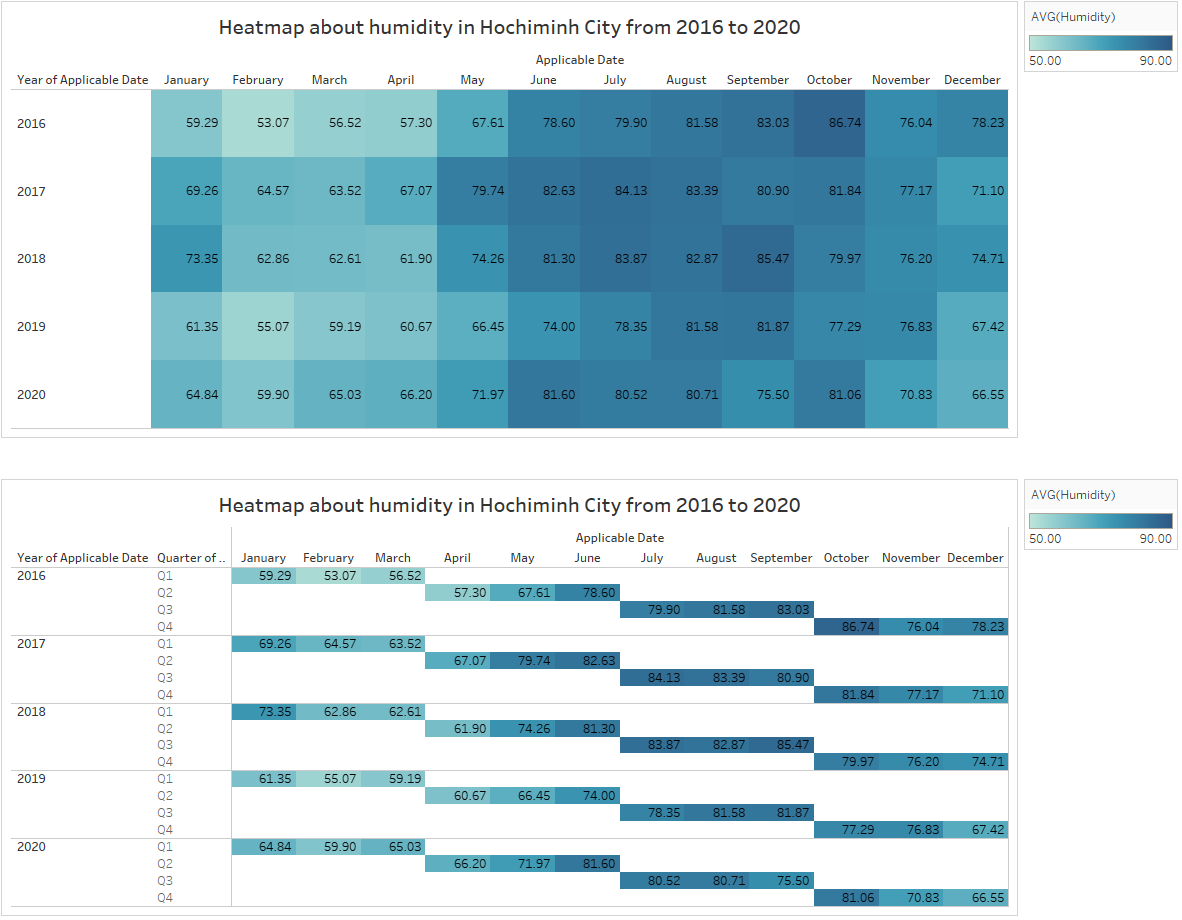 Heatmap about humidity in Hochiminh City from 2016 to 2020
AVG(Humidity)
50.00 90.00
Applicable Date
Year of Applicable Date January February March April May June July August September October November December
2016 59.29 53.07 56.52 57.30 67.61 78.60 79.90 81.58 83.03 86.74 76.04 78.23
2017 69.26 64.57 63.52 67.07 79.74 82.63 84.13 83.39 80.90 81.84 77.17 71.10
2018 73.35 62.86 62.61 61.90 74.26 81.30 83.87 82.87 85.47 79.97 76.20 74.71
2019 61.35 55.07 59.19 60.67 66.45 74.00 78.35 81.58 81.87 77.29 76.83 67.42
2020 64.84 59.90 65.03 66.20 71.97 81.60 80.52 80.71 75.50 81.06 70.83 66.55
Heatmap about humidity in Hochiminh City from 2016 to 2020
AVG(Humidity)
50.00 90.00
Applicable Date
Year of Applicable Date Quarter of .. January February March April May June July August September October November December
2016 Q1 59.29 53.07 56.52
Q2 57.30 67.61 78.60
Q3 79.90 81.58 83.03
Q4 86.74 76.04 78.23
2017 Q1 69.26 64.57 63.52
Q2 67.07 79.74 82.63
Q3 84.13 83.39 80.90
Q4 81.84 77.17 71.10
2018 Q1 73.35 62.86 62.61
Q2 61.90 74.26 81.30
Q3 83.87 82.87 85.47
Q4 79.97 76.20 74.71
2019 Q1 61.35 55.07 59.19
Q2 60.67 66.45 74.00
Q3 78.35 81.58 81.87
Q4 77.29 76.83 67.42
2020 Q1 64.84 59.90 65.03
Q2 66.20 71.97 81.60
Q3 80.52 80.71 75.50
Q4 81.06 70.83 66.55